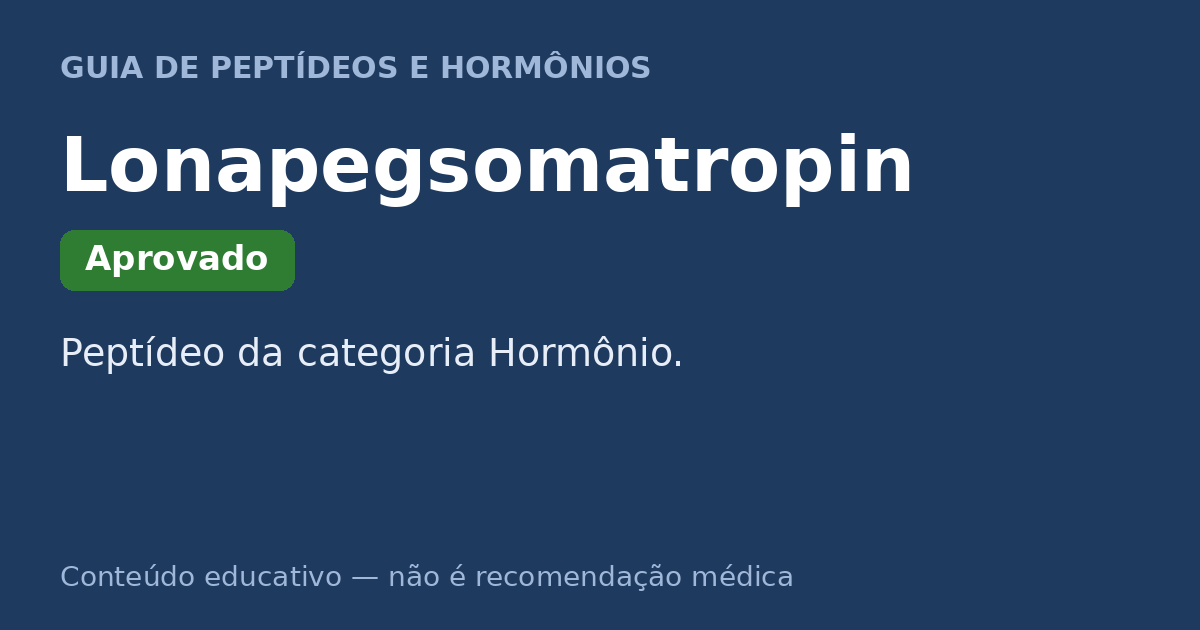 GUIA DE PEPTÍDEOS E HORMÔNIOS
Lonapegsomatropin
Aprovado
Peptídeo da categoria Hormônio.
Conteúdo educativo — não é recomendação médica